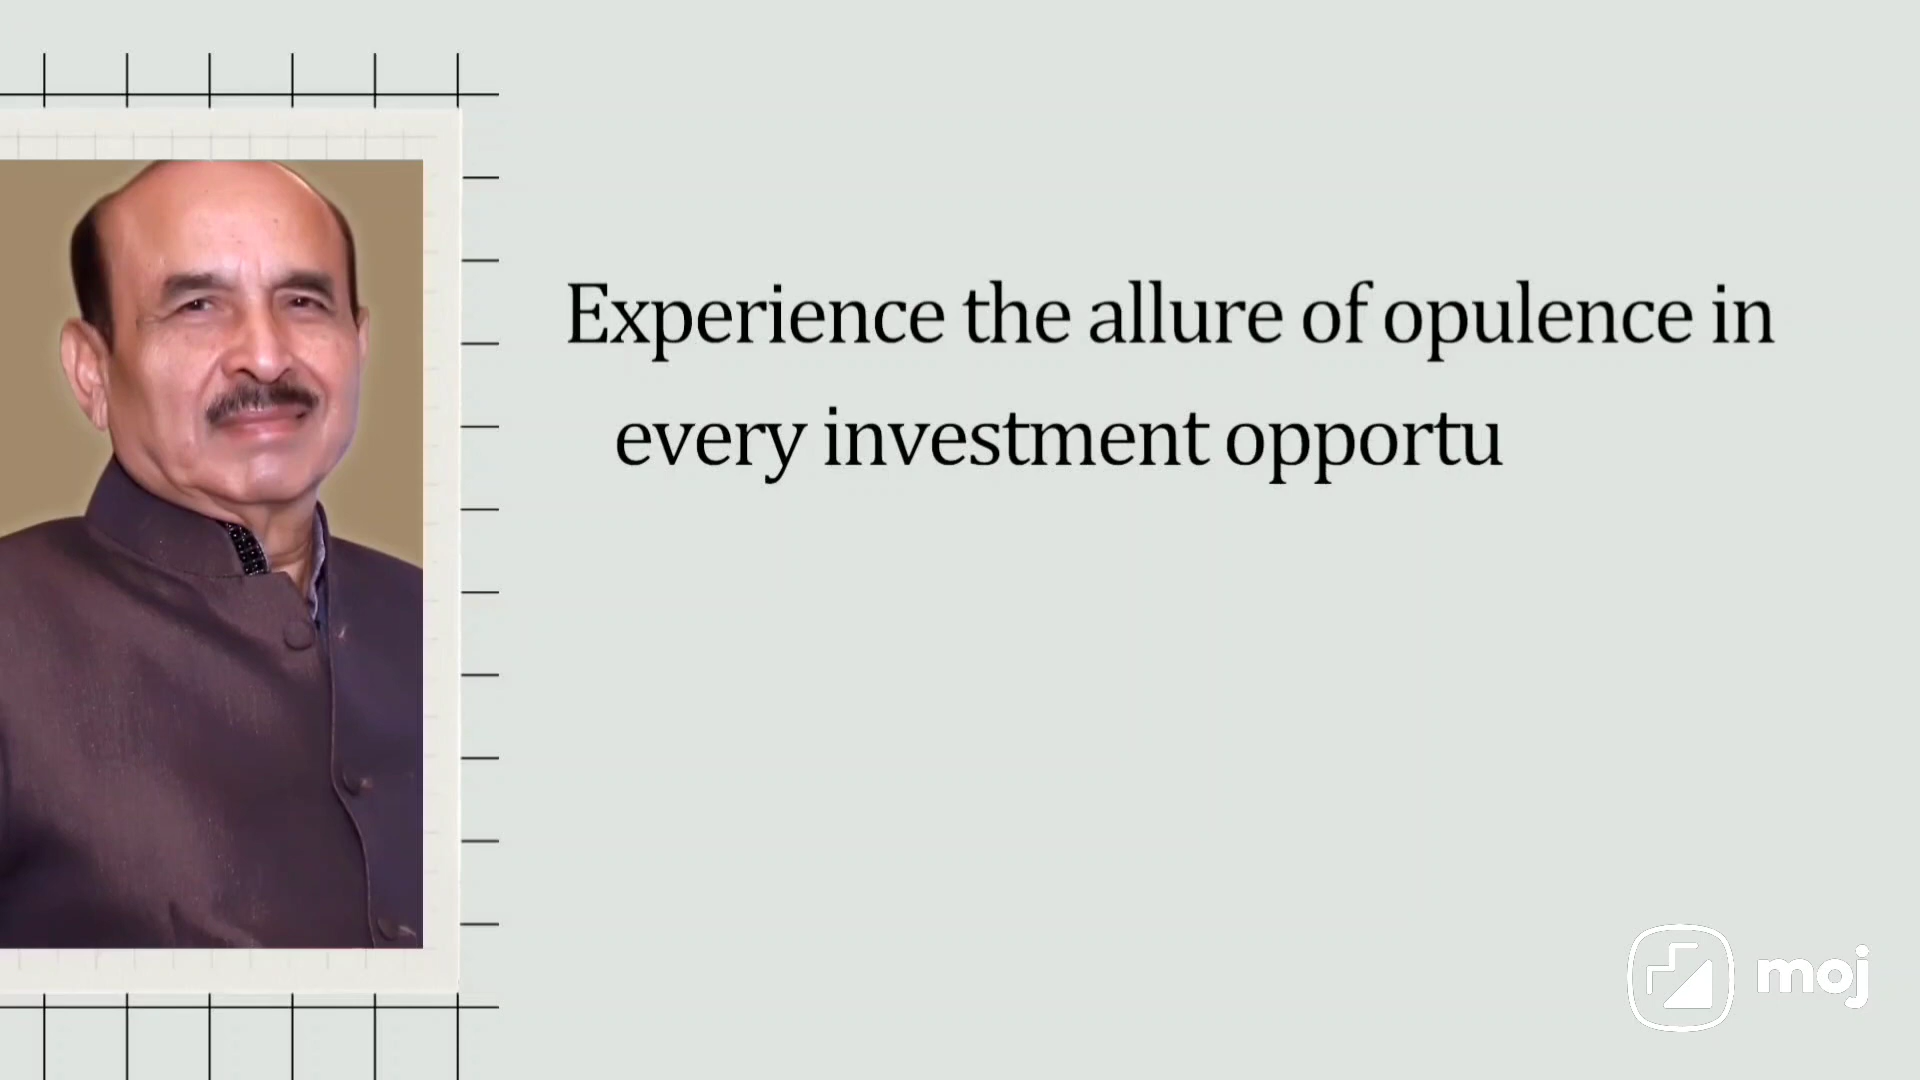 Experience the allure of opulence in
every investment opportu
moj